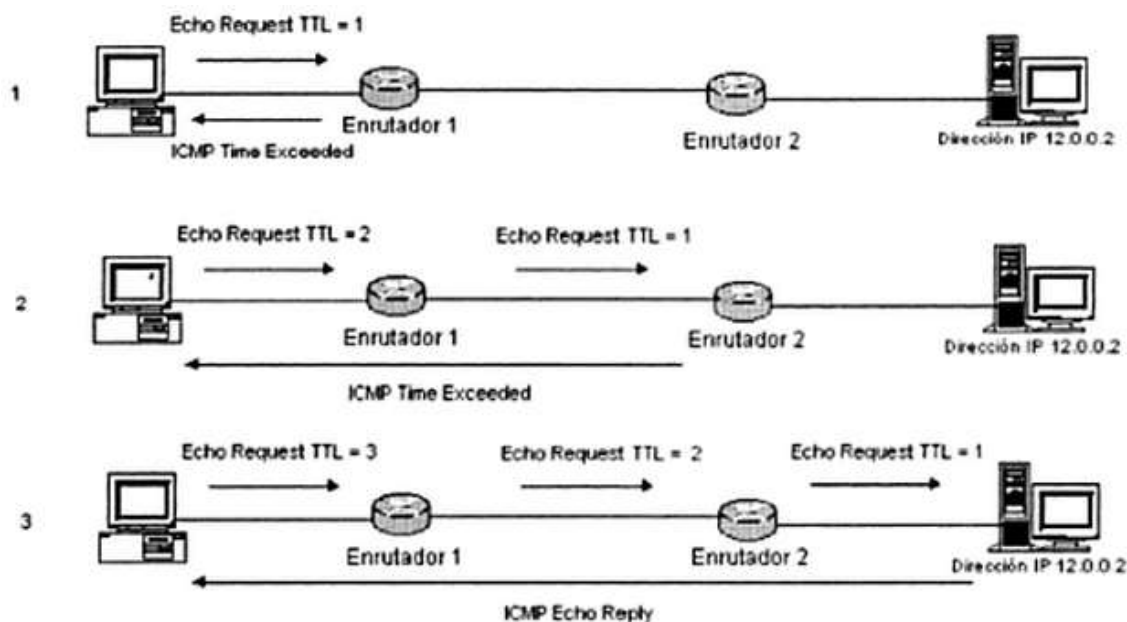 Echo Request TTL = 1
1
Enrutador 1
Enrutador 2
Dirección IP 12.0.0.2
ICMP Time Exceeded
Echo Request TTL = 2
Echo Request TTL = 1
2
Enrutador 1
Enrutador 2
Dirección IP 12.0.0.2
ICMP Time Exceeded
Echo Request TTL = 3
Echo Request TTL = 2
Echo Request TTL = 1
3
Enrutador 1
Enrutador 2
Dirección IP 12.0.0.2
ICMP Echo Reply